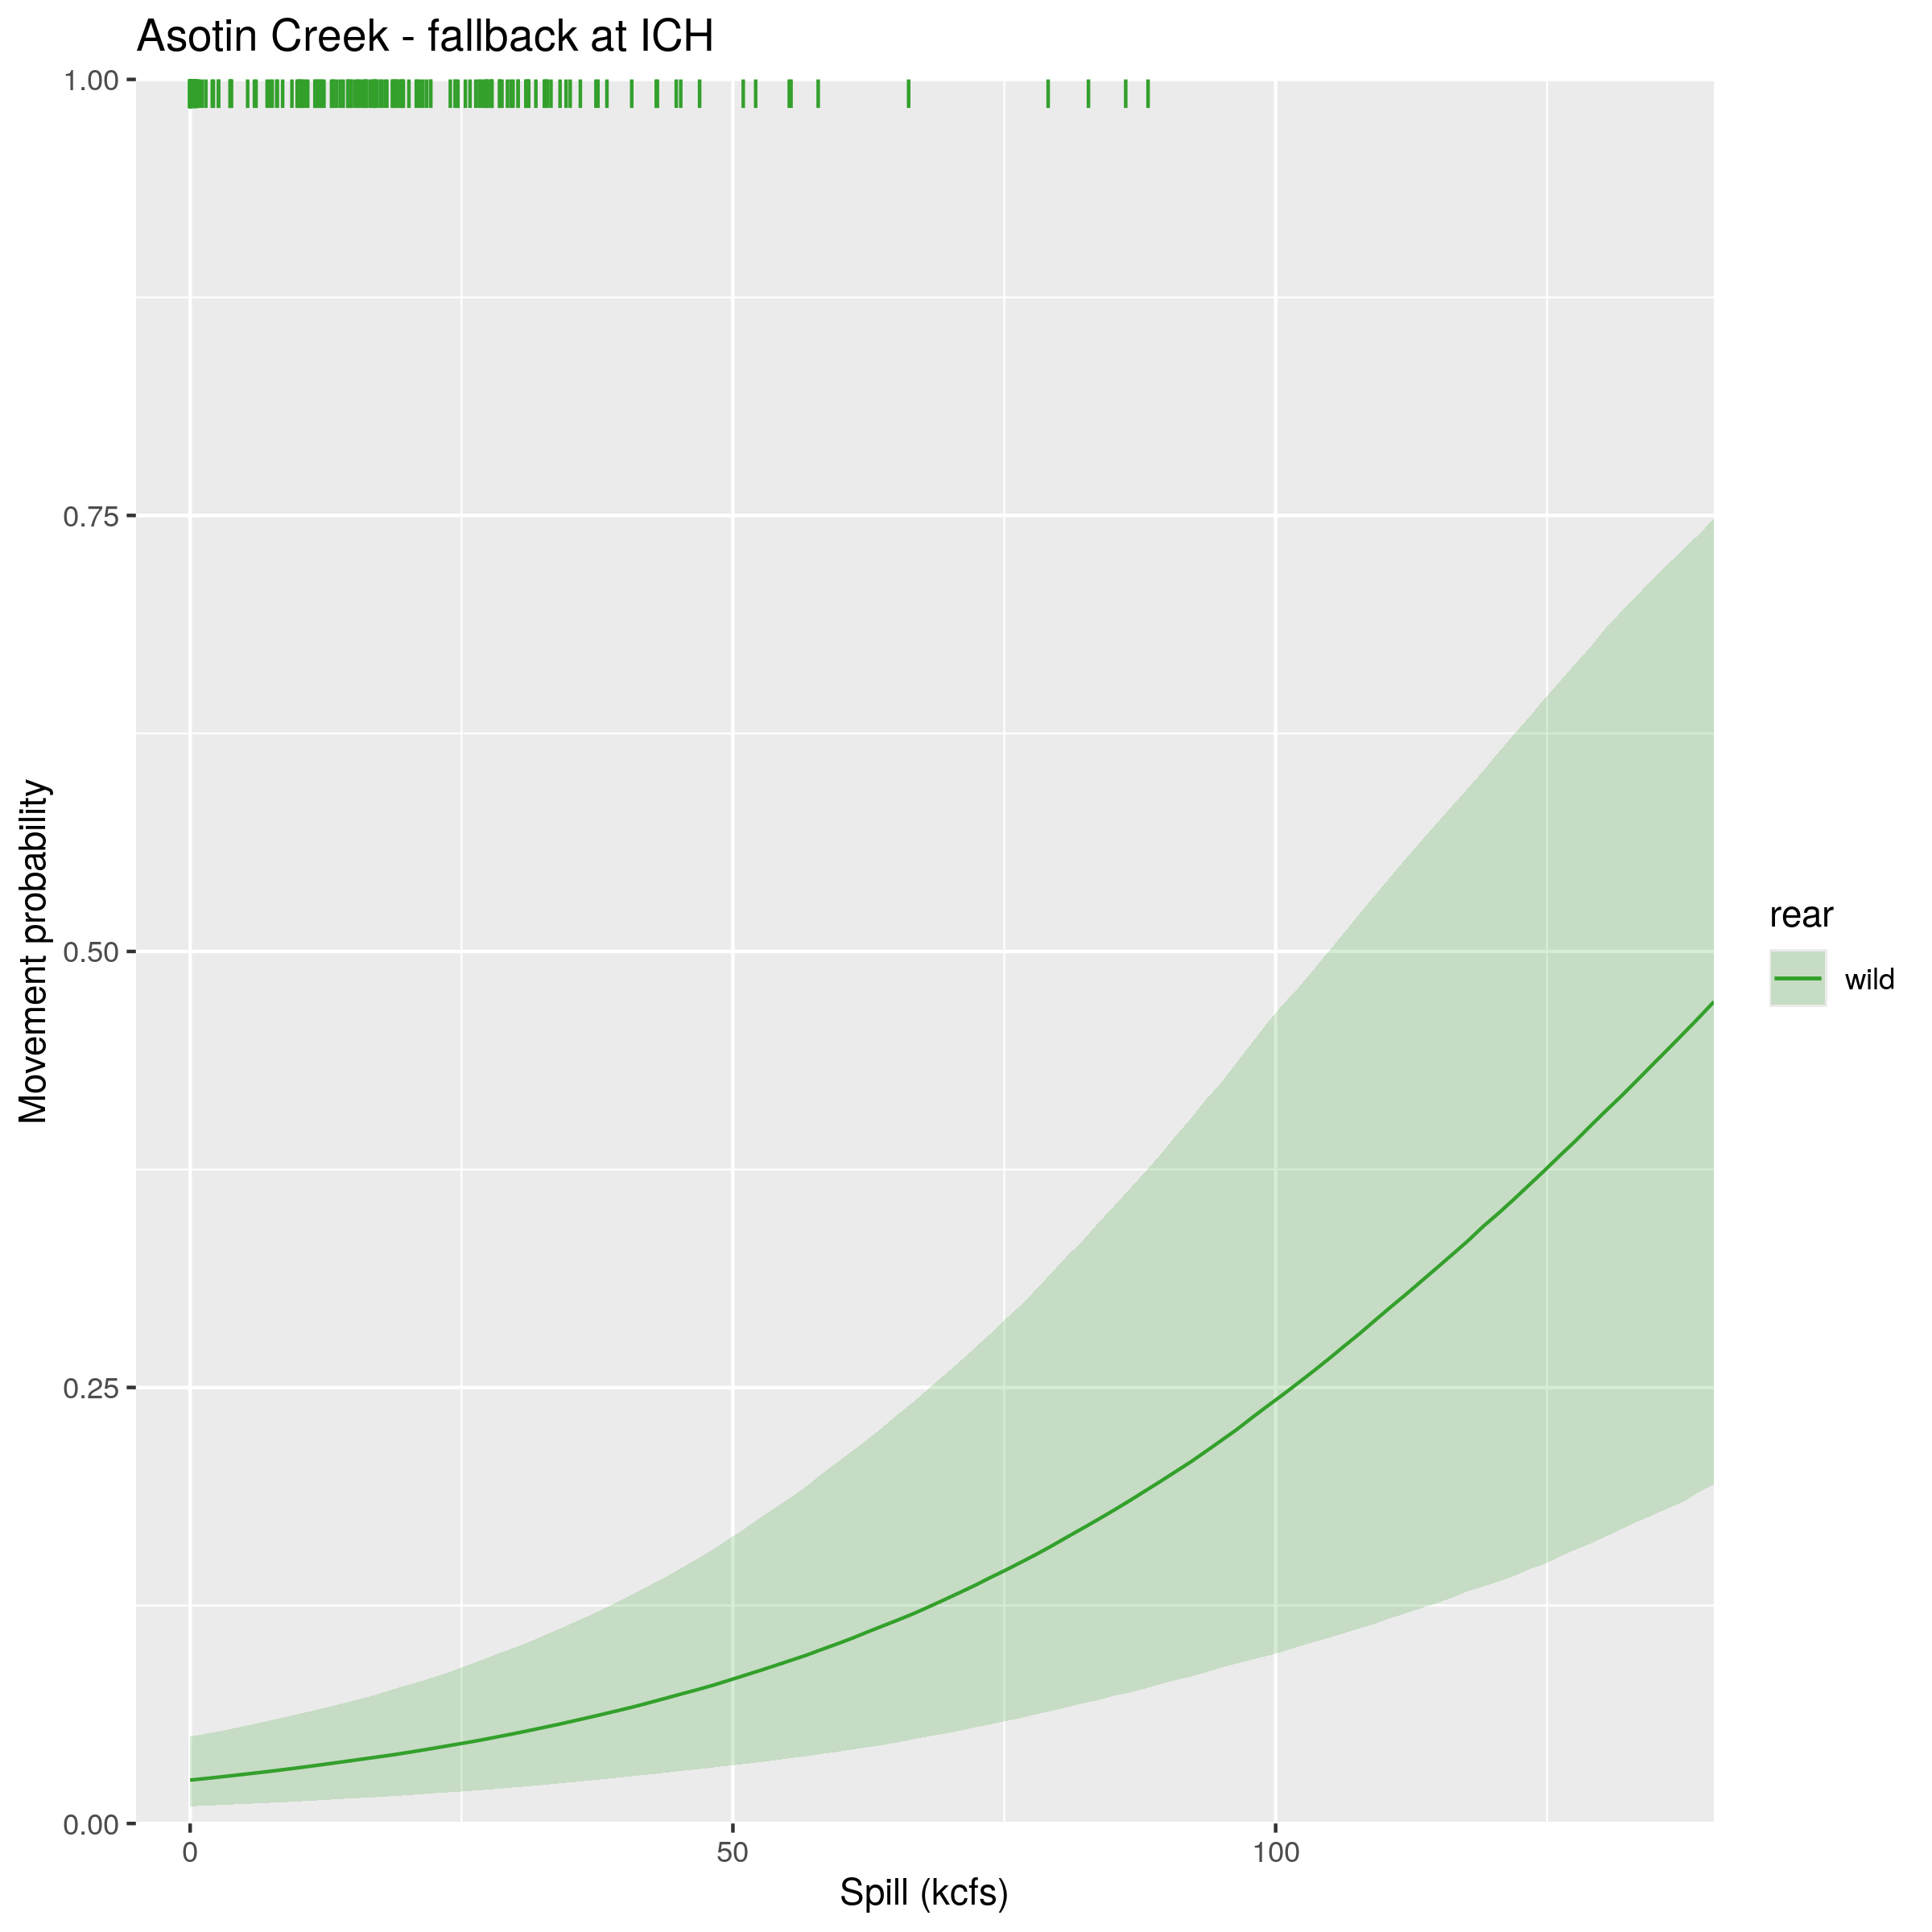 Asotin Creek - fallback at ICH
1.00
0.75
0.50
0.25
0.00
Movement probability
0
50
100
Spill (kcfs)
rear
wild